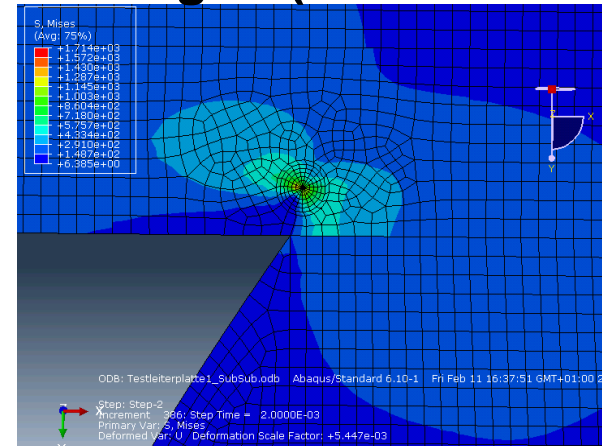 S, Mises
(Avg: 75%)
+1.714e+03
+1.572e+03
+1.430e+03
+1.287e+03
+1.145e+03
+1.003e+03
+8.604e+02
+7.180e+02
+5.757e+02
+4.334e+02
+2.910e+02
+1.487e+02
+6.385e+00
X
Z
Y
ODB: Testleiterplatte1_SubSub.odb Abaqus/Standard 6.10-1 Fri Feb 11 16:37:51 GMT+01:00 2
Z
X
Step: Step-2
Increment 396: Step Time = 2.0000E-03
Primary Var: S, Mises
Deformed Var: U Deformation Scale Factor: +5.447e-03